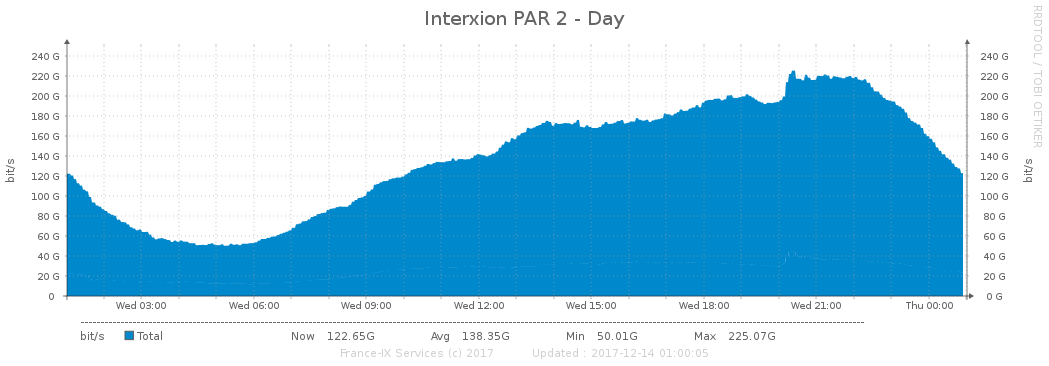 Interxion PAR 2 - Day
RRDTOOL / TOBI OETIKER
bit/s
240 G 240 G
220 G 220 G
200 G 200 G
180 G 180 G
160 G 160 G
140 G 140 G
120 G 120 G
100 G 100 G
80 G 80 G
60 G 60 G
40 G 40 G
20 G 20 G
0 0 G
bit/s
Wed 03:00 Wed 06:00 Wed 09:00 Wed 12:00 Wed 15:00 Wed 18:00 Wed 21:00 Thu 00:00
bit/s Total Now 122.65G Avg 138.35G Min 50.01G Max 225.07G
France-IX Services (c) 2017 Updated : 2017-12-14 01:00:05